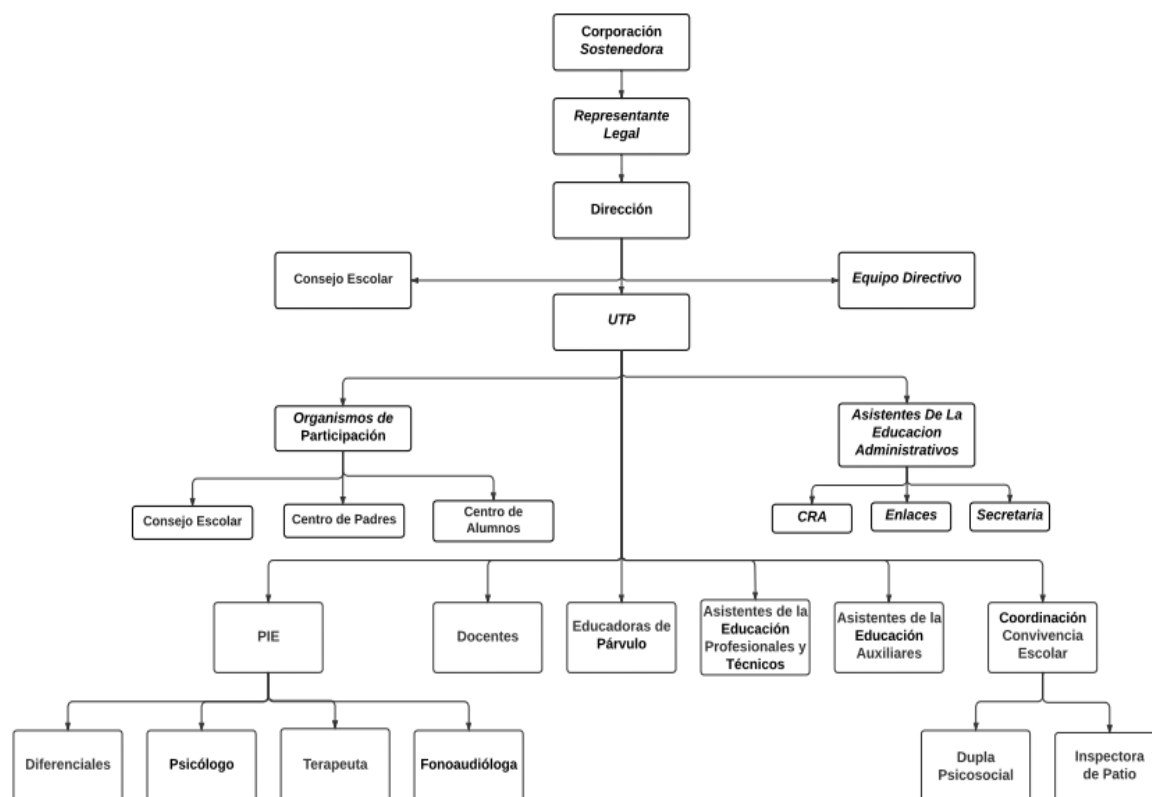 Corporación
Sostenedora
Representante
Legal
Dirección
Consejo Escolar
Equipo Directivo
UTP
Organismos de
Participación
Asistentes De La
Educacion
Administrativos
Consejo Escolar
Centro de Padres
Centro de
Alumnos
CRA
Enlaces
Secretaria
PIE
Docentes
Educadoras de
Párvulo
Asistentes de la
Educación
Profesionales y
Técnicos
Asistentes de la
Educación
Auxiliares
Coordinación
Convivencia
Escolar
Diferenciales
Psicólogo
Terapeuta
Fonoaudióloga
Dupla
Psicosocial
Inspectora
de Patio